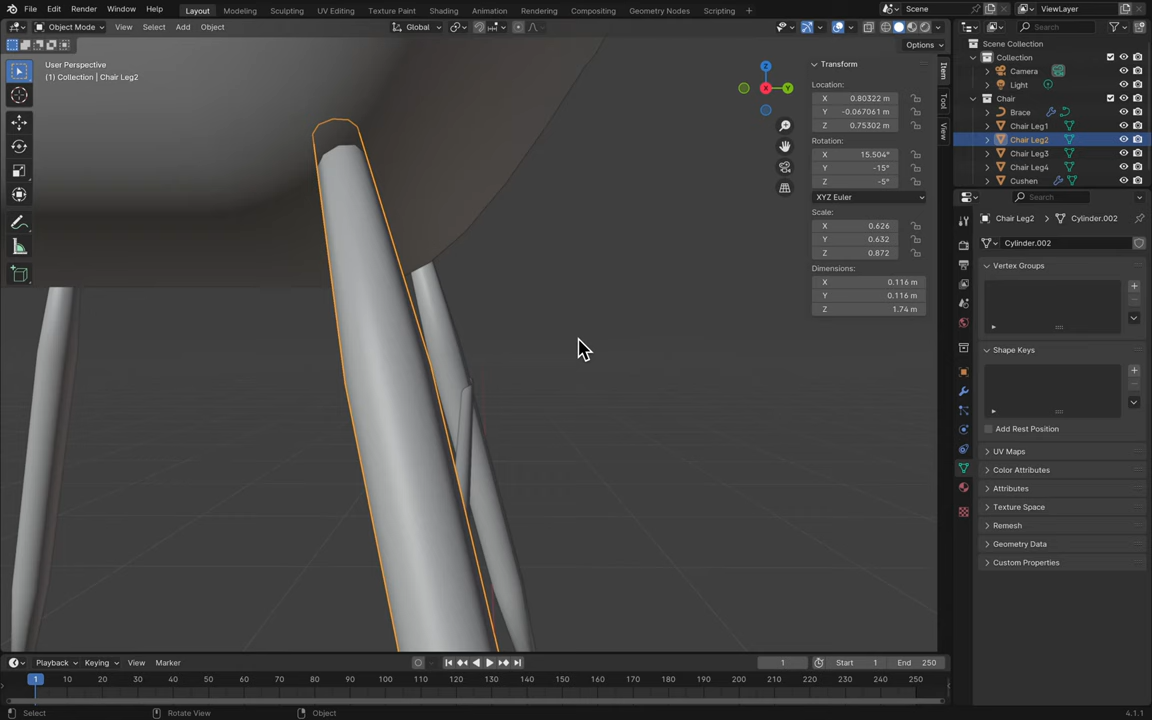 File Edit Render Window Help Layout Modeling Sculpting UV Editing Texture Paint Shading Animation Rendering Compositing Geometry Nodes Scripting Scene ViewLayer
Object Mode View Select Add Object Global
Options
User Perspective
(1) Collection | Chair Leg2
Z
X
Y
Transform
Location:
X 0.80322 m
Y -0.067061 m
Z 0.75302 m
Rotation:
X 15.504°
Y -15°
Z -5°
XYZ Euler
Scale:
X 0.626
Y 0.632
Z 0.872
Dimensions:
X 0.116 m
Y 0.116 m
Z 1.74 m
Item
Tool
View
Search
Scene Collection
Collection
Camera
Light
Chair
Brace
Chair Leg1
Chair Leg2
Chair Leg3
Chair Leg4
Cushen
Search
Chair Leg2 > Cylinder.002
Cylinder.002
Vertex Groups
Shape Keys
Add Rest Position
UV Maps
Color Attributes
Attributes
Texture Space
Remesh
Geometry Data
Custom Properties
Playback Keying View Marker 1 Start 1 End 250
1 10 20 30 40 50 60 70 80 90 100 110 120 130 140 150 160 170 180 190 200 210 220 230 240 250
Select Rotate View Object 4.1.1